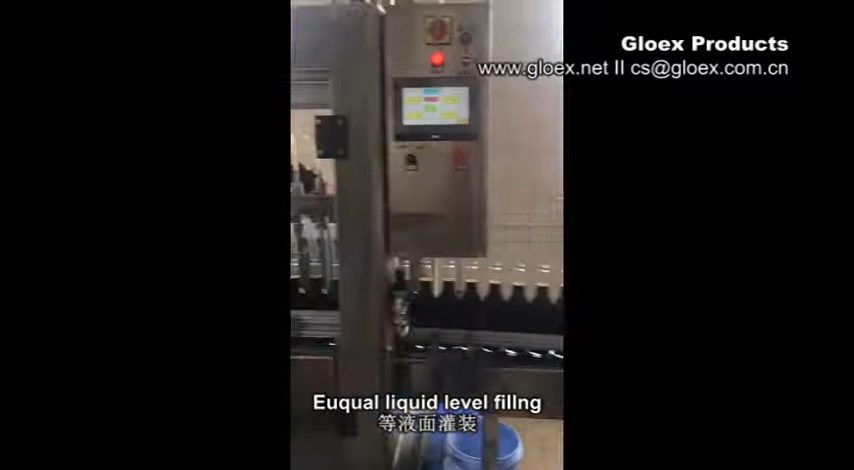 Gloex Products
www.gloex.net II cs@gloex.com.cn
Euqual liquid level fillng
等液面灌装